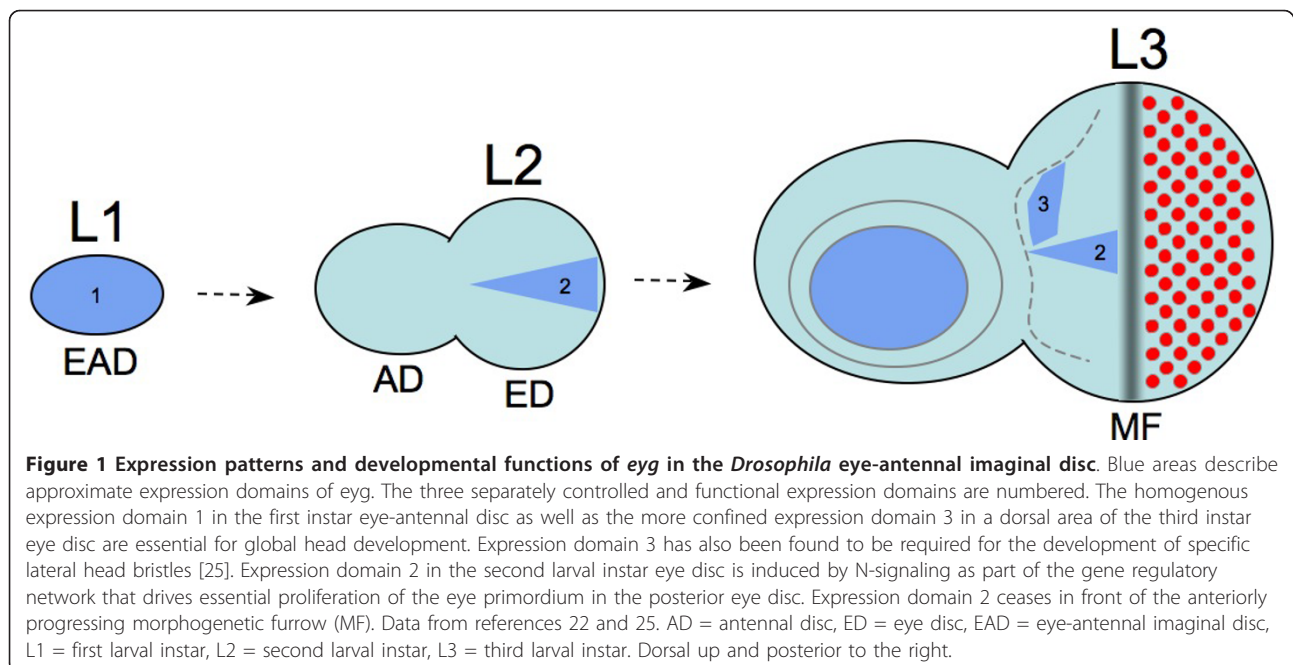 L1
1
EAD
L2
2
AD
ED
L3
3
2
MF
Figure 1 Expression patterns and developmental functions of eyg in the Drosophila eye-antennal imaginal disc. Blue areas describe
approximate expression domains of eyg. The three separately controlled and functional expression domains are numbered. The homogenous
expression domain 1 in the first instar eye-antennal disc as well as the more confined expression domain 3 in a dorsal area of the third instar
eye disc are essential for global head development. Expression domain 3 has also been found to be required for the development of specific
lateral head bristles [25]. Expression domain 2 in the second larval instar eye disc is induced by N-signaling as part of the gene regulatory
network that drives essential proliferation of the eye primordium in the posterior eye disc. Expression domain 2 ceases in front of the anteriorly
progressing morphogenetic furrow (MF). Data from references 22 and 25. AD = antennal disc, ED = eye disc, EAD = eye-antennal imaginal disc,
L1 = first larval instar, L2 = second larval instar, L3 = third larval instar. Dorsal up and posterior to the right.